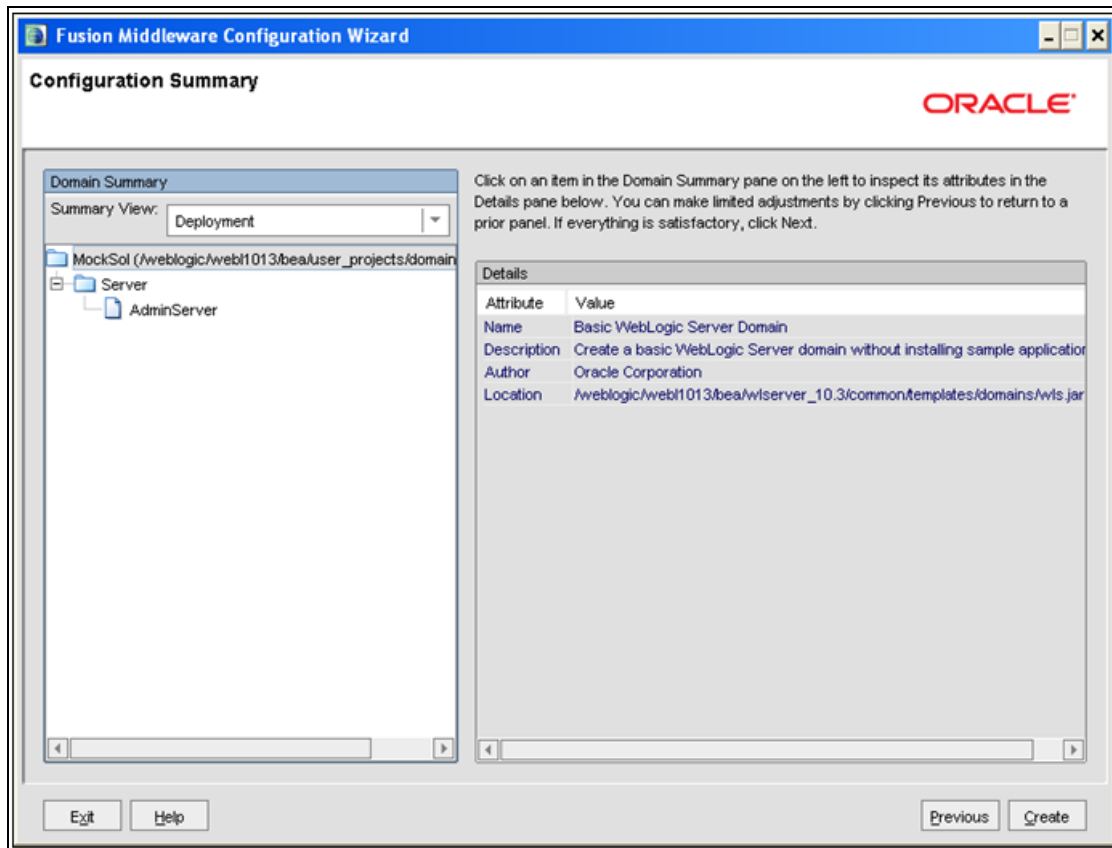 Fusion Middleware Configuration Wizard
Configuration Summary
ORACLE
Domain Summary
Summary View:
Deployment
MockSol (/weblogic/webl1013/bea/user_projects/domain
Server
AdminServer
Click on an item in the Domain Summary pane on the left to inspect its attributes in the
Details pane below. You can make limited adjustments by clicking Previous to return to a
prior panel. If everything is satisfactory, click Next.
Details
Attribute Value
Name Basic WebLogic Server Domain
Description Create a basic WebLogic Server domain without installing sample application
Author Oracle Corporation
Location /weblogic/webl1013/bea/wlserver_10.3/common/templates/domains/wls.jar
Exit Help Previous Create